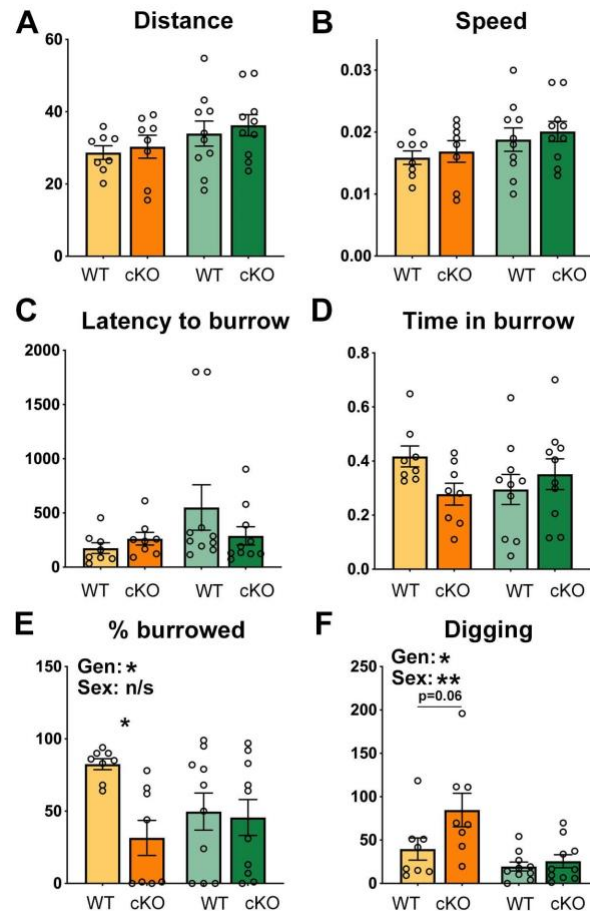 A Distance
60
40
20
0
WT cKO WT cKO
B Speed
0.03
0.02
0.01
0.00
WT cKO WT cKO
C Latency to burrow
2000
1500
1000
500
0
WT cKO WT cKO
D Time in burrow
0.8
0.6
0.4
0.2
0.0
WT cKO WT cKO
E % burrowed
150
Gen: *
Sex: n/s
*
100
50
0
WT cKO WT cKO
F Digging
250
Gen: *
Sex: **
p=0.06
200
150
100
50
0
WT cKO WT cKO